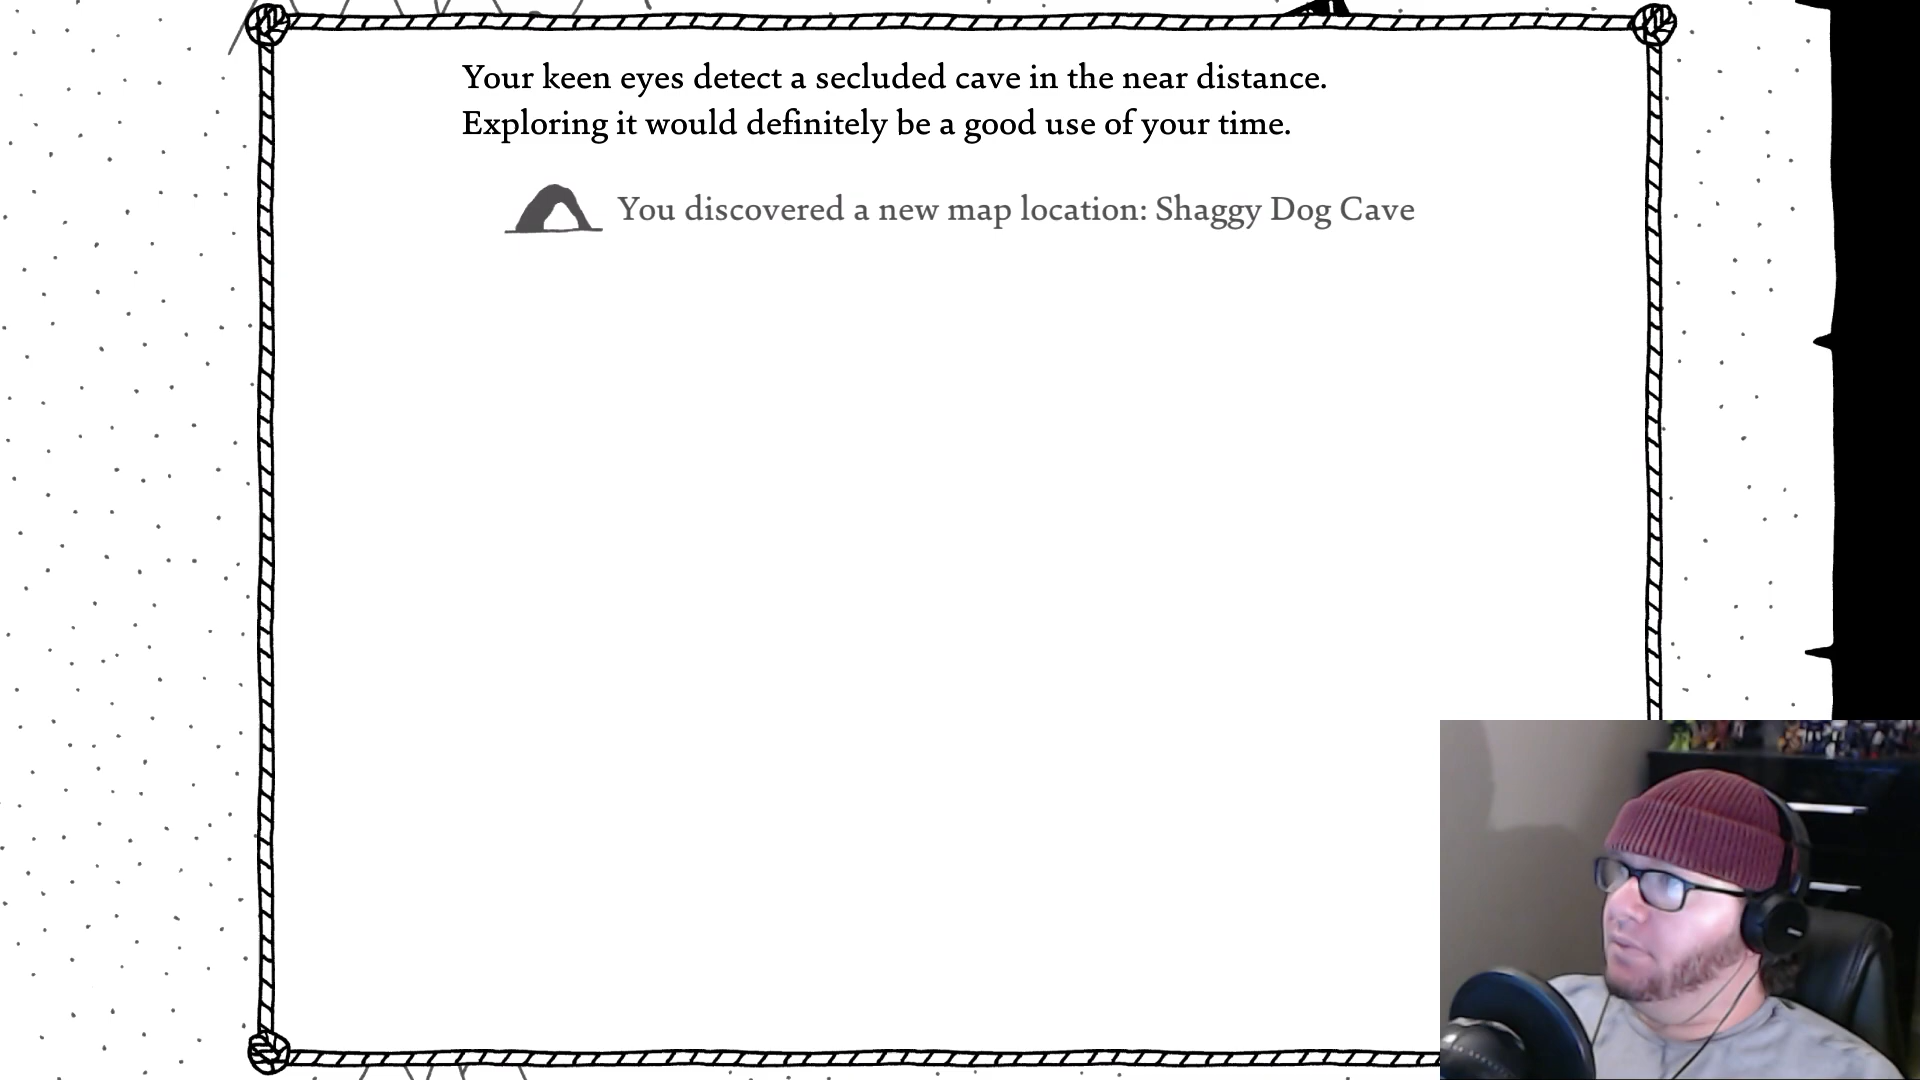 Your keen eyes detect a secluded cave in the near distance.
Exploring it would definitely be a good use of your time.
You discovered a new map location: Shaggy Dog Cave